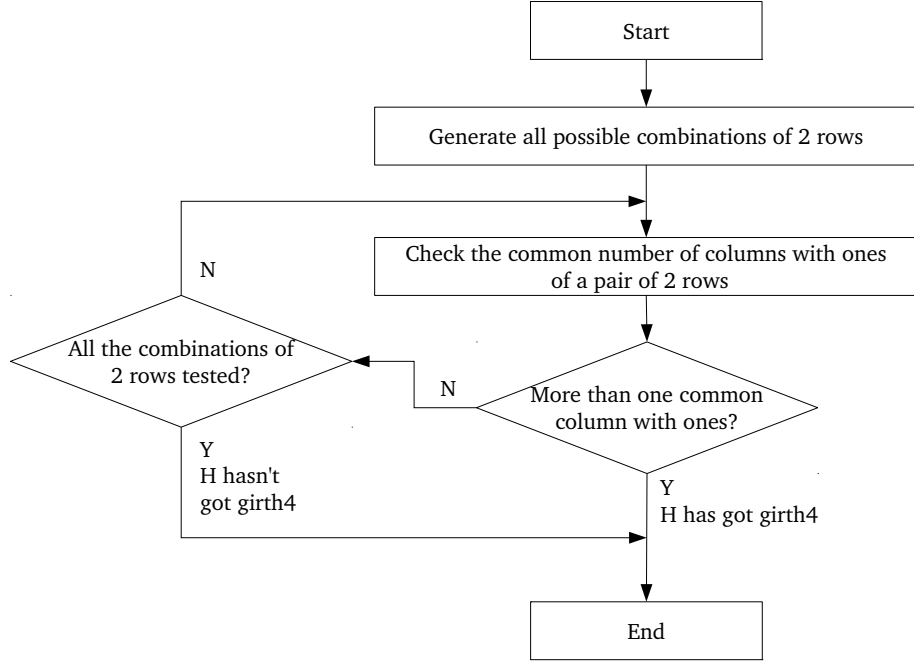 Start
Generate all possible combinations of 2 rows
Check the common number of columns with ones
of a pair of 2 rows
N
All the combinations of
2 rows tested?
N
More than one common
column with ones?
Y
H hasn't
got girth4
Y
H has got girth4
End